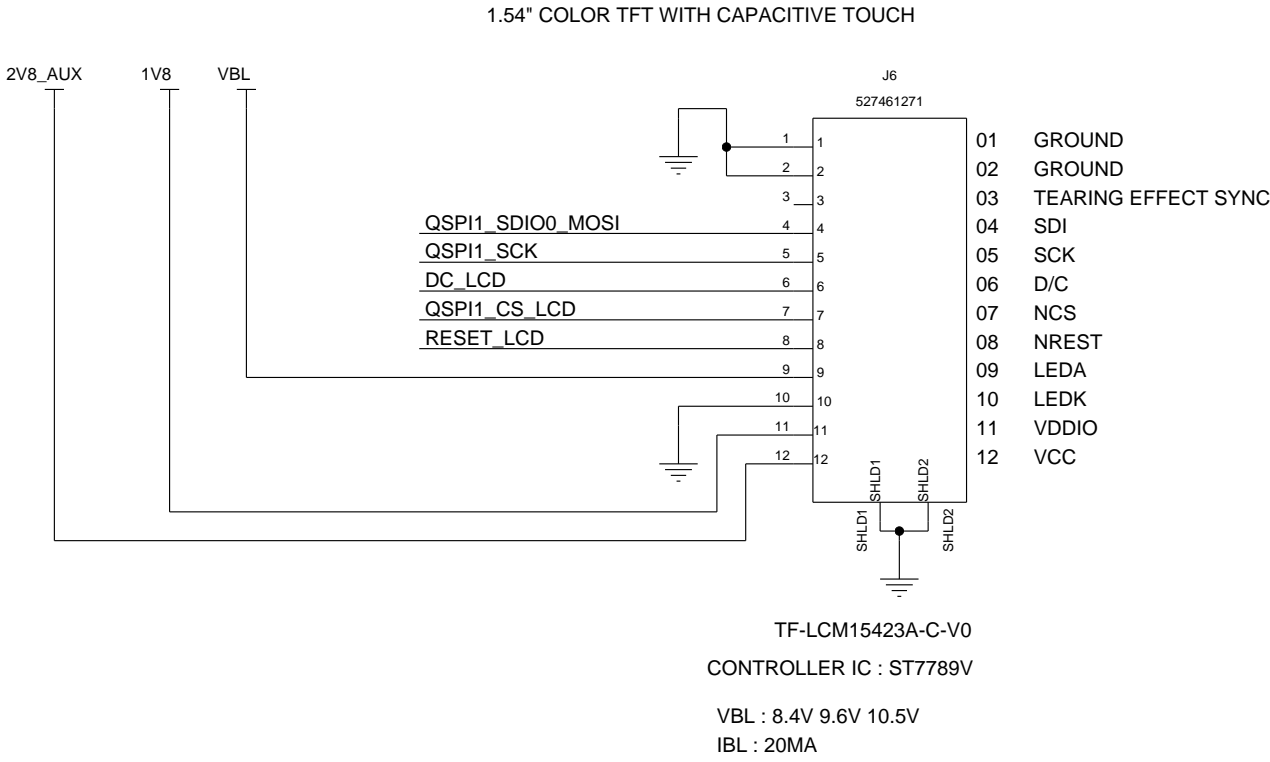 1.54" COLOR TFT WITH CAPACITIVE TOUCH
2V8_AUX 1V8 VBL
J6
527461271
1 1 01 GROUND
2 2 02 GROUND
3 3 03 TEARING EFFECT SYNC
QSPI1_SDIO0_MOSI 4 4 04 SDI
QSPI1_SCK 5 5 05 SCK
DC_LCD 6 6 06 D/C
QSPI1_CS_LCD 7 7 07 NCS
RESET_LCD 8 8 08 NREST
9 9 09 LEDA
10 10 10 LEDK
11 11 11 VDDIO
12 12 12 VCC
SHLD1 SHLD2
SHLD1 SHLD2
TF-LCM15423A-C-V0
CONTROLLER IC : ST7789V
VBL : 8.4V 9.6V 10.5V
IBL : 20MA